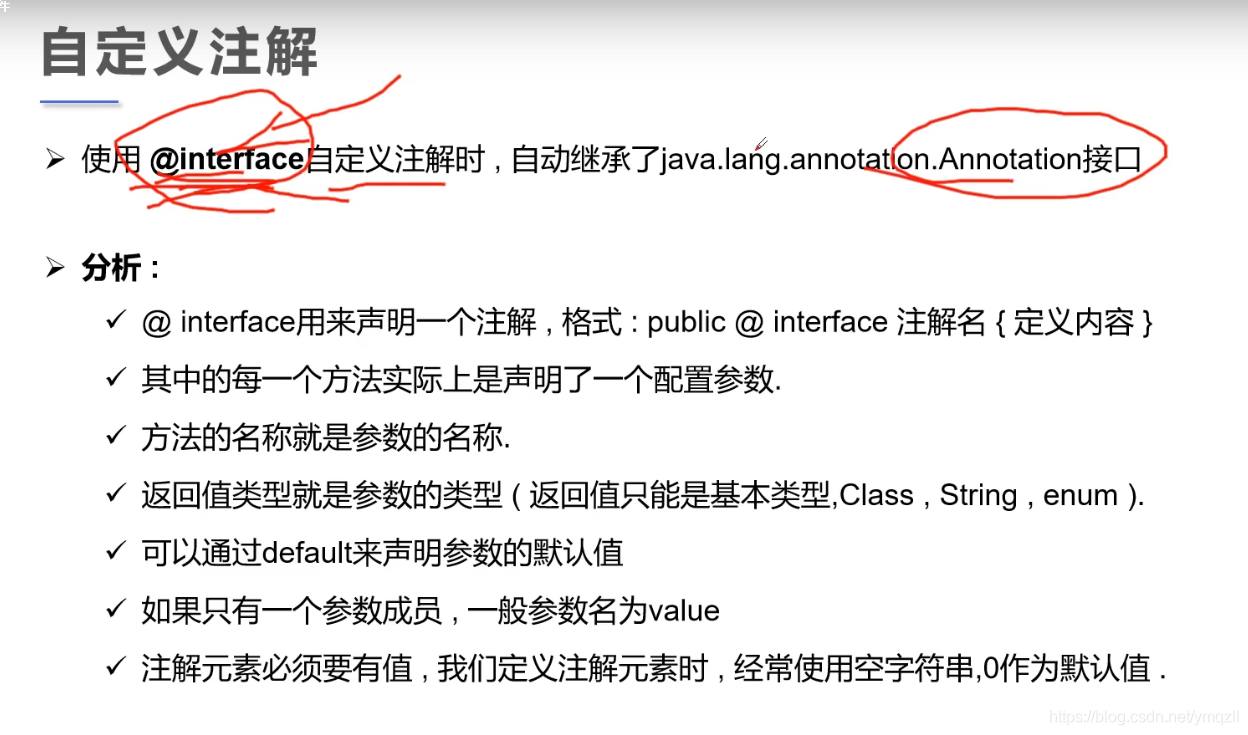 件
自定义注解
➢ 使用 @interface自定义注解时 , 自动继承了java.lang.annotation.Annotation接口
➢ 分析 :
✓ @ interface用来声明一个注解 , 格式 : public @ interface 注解名 { 定义内容 }
✓ 其中的每一个方法实际上是声明了一个配置参数.
✓ 方法的名称就是参数的名称.
✓ 返回值类型就是参数的类型 ( 返回值只能是基本类型,Class , String , enum ).
✓ 可以通过default来声明参数的默认值
✓ 如果只有一个参数成员 , 一般参数名为value
✓ 注解元素必须要有值 , 我们定义注解元素时 , 经常使用空字符串,0作为默认值 .
https://blog.csdn.net/ymqzll